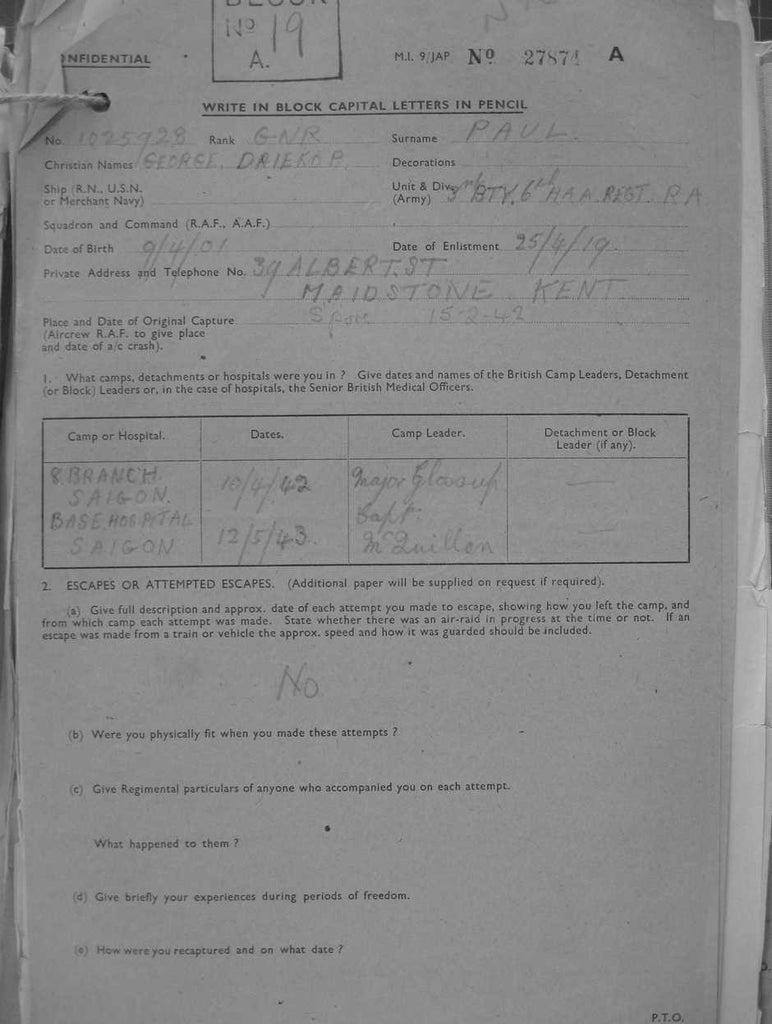 BLOCK
Nº 19
A.
NFIDENTIAL
M.I. 9/JAP Nº 27874 A
WRITE IN BLOCK CAPITAL LETTERS IN PENCIL
No. 1025928 Rank GNR Surname PAUL
Christian Names GEORGE. Decorations
Ship (R.N., U.S.N. or Merchant Navy)
Unit & Div. (Army) 3rd BTY. 6th HAA REGT. RA
Squadron and Command (R.A.F., A.A.F.)
Date of Birth 9/4/01 Date of Enlistment 25/4/19
Private Address and Telephone No. 39 ALBERT. ST
MAIDSTONE KENT
Place and Date of Original Capture 15-2-42
(Aircrew R.A.F. to give place
and date of a/c crash).
1. What camps, detachments or hospitals were you in ? Give dates and names of the British Camp Leaders, Detachment
(or Block) Leaders or, in the case of hospitals, the Senior British Medical Officers.
Camp or Hospital. Dates. Camp Leader. Detachment or Block
Leader (if any).
8 BRANCH 10/4/42 Major
SAIGON.
BASE HOSPITAL Capt
SAIGON 12/5/43. McQuillen
2. ESCAPES OR ATTEMPTED ESCAPES. (Additional paper will be supplied on request if required).
(a) Give full description and approx. date of each attempt you made to escape, showing how you left the camp, and
from which camp each attempt was made. State whether there was an air-raid in progress at the time or not. If an
escape was made from a train or vehicle the approx. speed and how it was guarded should be included.
No
(b) Were you physically fit when you made these attempts ?
(c) Give Regimental particulars of anyone who accompanied you on each attempt.
What happened to them ?
(d) Give briefly your experiences during periods of freedom.
(e) How were you recaptured and on what date ?
P.T.O.